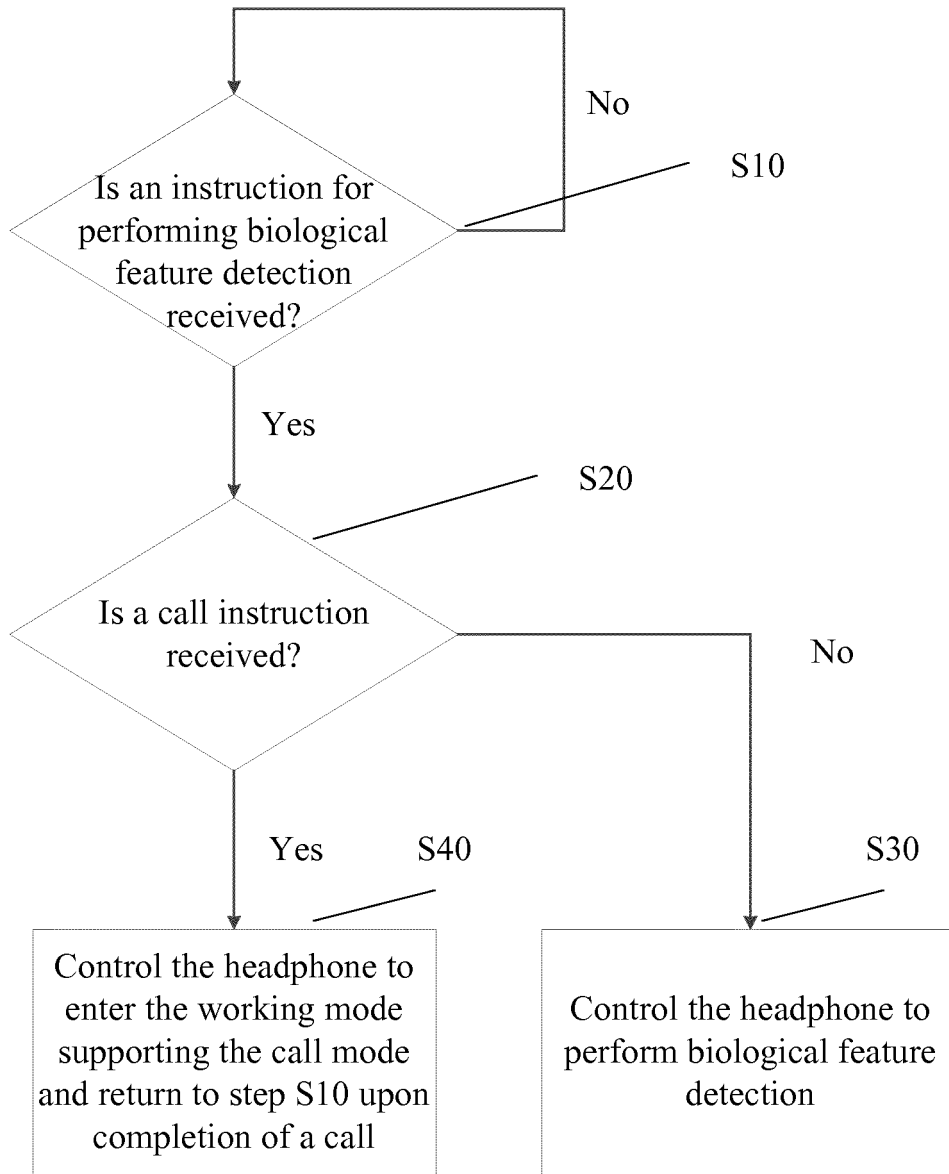 No
S10
Is an instruction for
performing biological
feature detection
received?
Yes
S20
Is a call instruction
received?
No
Yes
S40
S30
Control the headphone to
enter the working mode
supporting the call mode
and return to step S10 upon
completion of a call
Control the headphone to
perform biological feature
detection